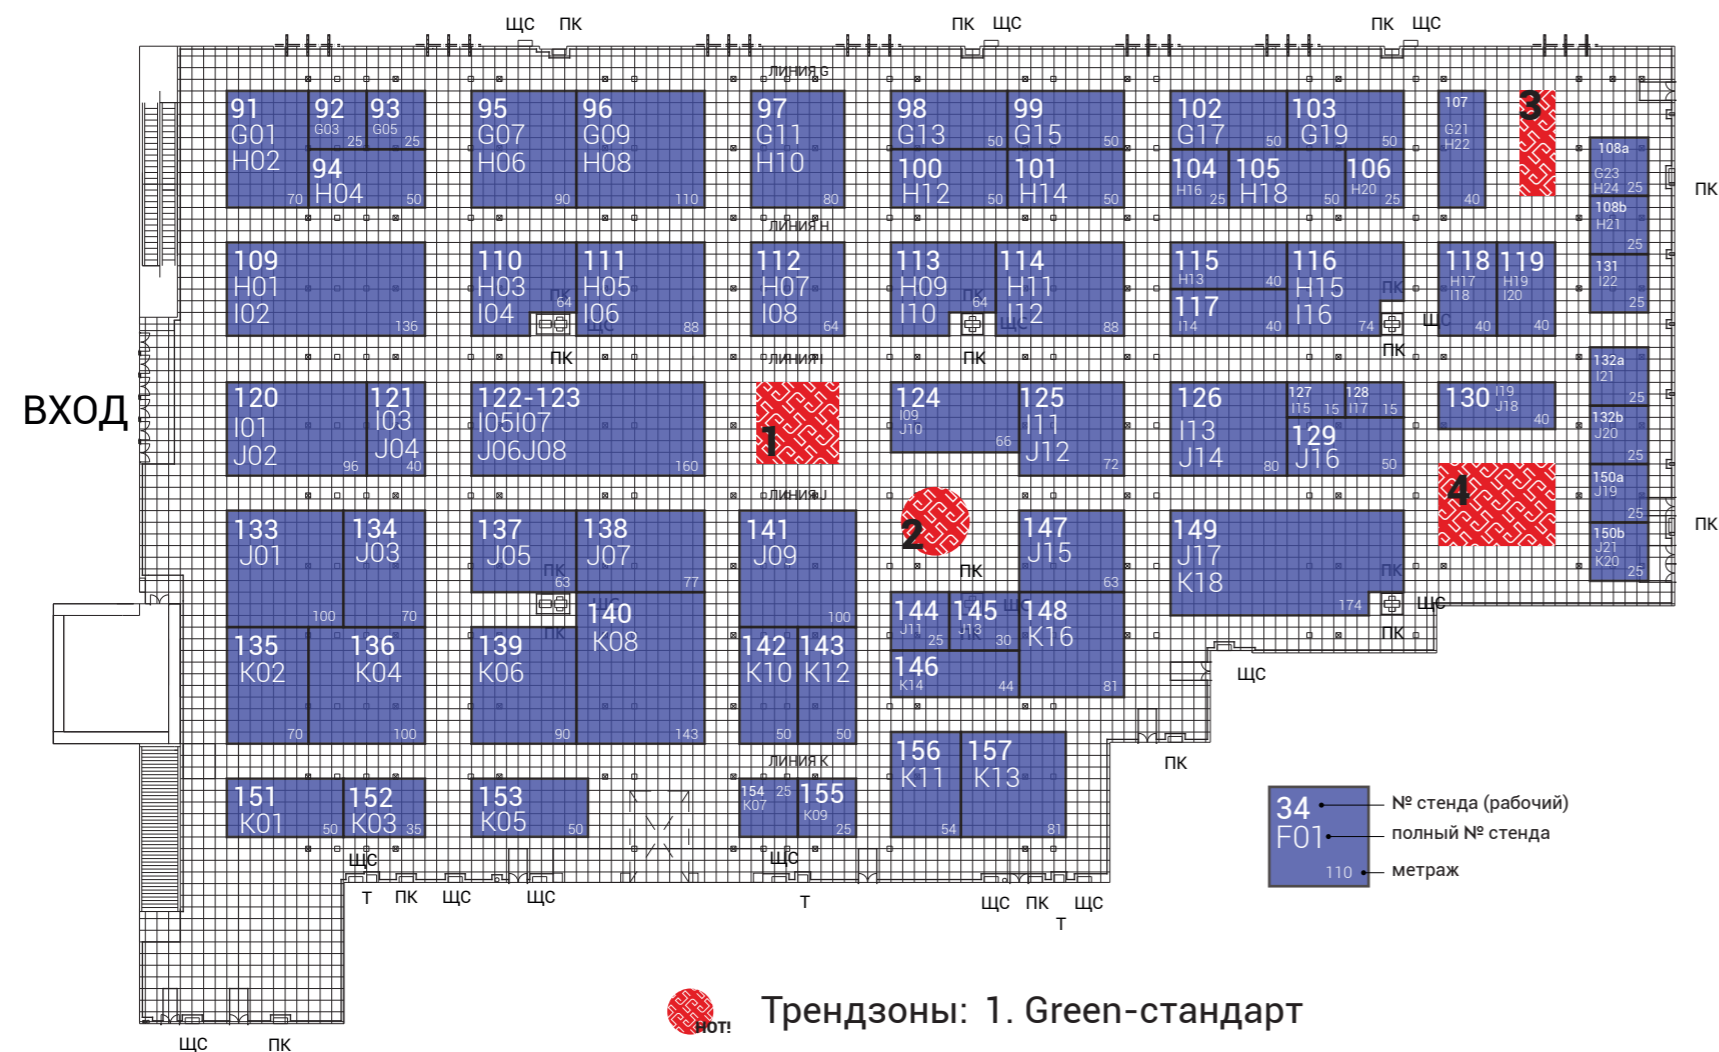 ЩС ПК
ПК ЩС
ПК ЩС
ЛИНИЯ G
91
G01
H02
70
92
G03
25
93
G05
25
94
H04
50
95
G07
H06
90
96
G09
H08
110
97
G11
H10
80
98
G13
50
99
G15
50
100
H12
50
101
H14
50
102
G17
50
103
G19
50
104
H16
25
105
H18
50
106
H20
25
107
G21
H22
40
3
108a
G23
H24 25
108b
H21
25
131
I22
25
ПК
ЛИНИЯ H
109
H01
I02
136
110
H03
I04
ПК
64
111
H05
I06
ЩС
88
ПК
112
H07
I08
64
113
H09
I10
ПК
64
114
H11
I12
ЩС
88
ПК
115
H13
40
117
I14
40
116
H15
I16
ПК
74
ПК
ЩС
118
H17
I18
40
119
H19
I20
40
ЛИНИЯ I
ВХОД
120
I01
J02
96
121
I03
J04
40
122-123
I05I07
J06J08
160
1
124
I09
J10
66
125
I11
J12
72
126
I13
J14
80
127
I15 15
128
I17 15
129
J16
50
130 I19
J18
40
132a
I21
25
132b
J20
25
150a
J19
25
150b
J21
K20
25
4
ПК
ЛИНИЯ J
2
133
J01
100
134
J03
70
135
K02
70
136
K04
100
137
J05
ПК
63
138
J07
77
ЩС
ПК
139
K06
90
140
K08
143
141
J09
100
142
K10
50
143
K12
50
ПК
144
J11
25
145
J13
30
ПК
ЩС
146
K14
44
147
J15
63
148
K16
81
149
J17
K18
174
ПК
ЩС
ПК
ЩС
ПК
ЛИНИЯ K
151
K01
50
152
K03
35
153
K05
50
154 25
K07
155
K09
25
156
K11
54
157
K13
81
ЩС
Т ПК ЩС ЩС
ЩС
Т
ЩС ПК ЩС
Т
34
F01
110
№ стенда (рабочий)
полный № стенда
метраж
HOT!
Трендзоны: 1. Green-стандарт
ЩС ПК